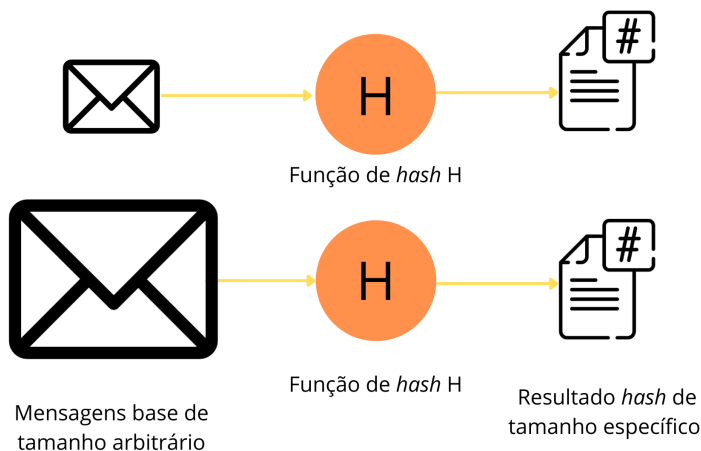 #
H
Função de hash H
#
H
Função de hash H
Resultado hash de
tamanho específico
Mensagens base de
tamanho arbitrário